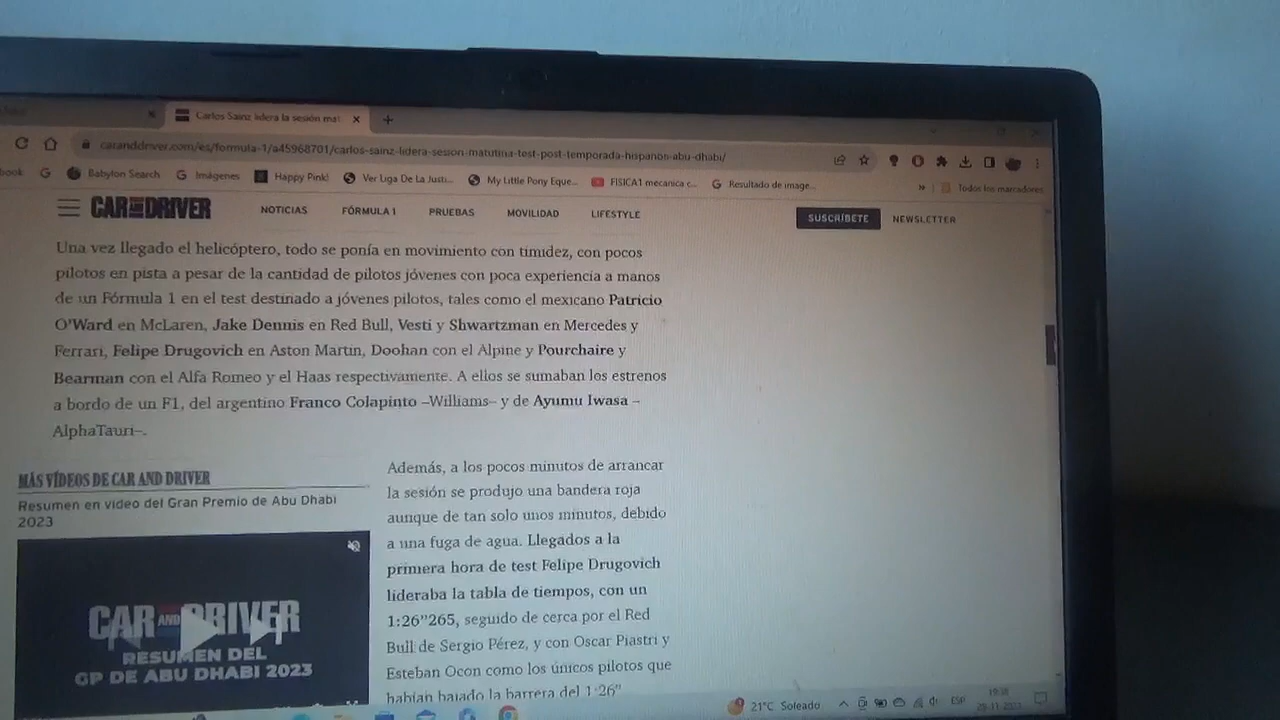 Carlos Sainz lidera la sesión mat
caranddriver.com/es/formula-1/a45968701/carlos-sainz-lidera-sesion-matutina-test-post-temporada-hispanos-abu-dhabi/
book
Babylon Search
Imágenes
Happy Pink!
Ver Liga De La Justi...
My Little Pony Eque...
FISICA1 mecanica c...
Resultado de image...
»
Todos los marcadores
CAR AND DRIVER
NOTICIAS
FÓRMULA 1
PRUEBAS
MOVILIDAD
LIFESTYLE
SUSCRÍBETE
NEWSLETTER
Una vez llegado el helicóptero, todo se ponía en movimiento con timidez, con pocos
pilotos en pista a pesar de la cantidad de pilotos jóvenes con poca experiencia a manos
de un Fórmula 1 en el test destinado a jóvenes pilotos, tales como el mexicano Patricio
O'Ward en McLaren, Jake Dennis en Red Bull, Vesti y Shwartzman en Mercedes y
Ferrari, Felipe Drugovich en Aston Martin, Doohan con el Alpine y Pourchaire y
Bearman con el Alfa Romeo y el Haas respectivamente. A ellos se sumaban los estrenos
a bordo de un F1, del argentino Franco Colapinto –Williams– y de Ayumu Iwasa –
AlphaTauri–.
MÁS VÍDEOS DE CAR AND DRIVER
Resumen en vídeo del Gran Premio de Abu Dhabi
2023
CAR AND DRIVER
RESUMEN DEL
GP DE ABU DHABI 2023
Además, a los pocos minutos de arrancar
la sesión se produjo una bandera roja
aunque de tan solo unos minutos, debido
a una fuga de agua. Llegados a la
primera hora de test Felipe Drugovich
lideraba la tabla de tiempos, con un
1:26"265, seguido de cerca por el Red
Bull de Sergio Pérez, y con Oscar Piastri y
Esteban Ocon como los únicos pilotos que
habían bajado la barrera del 1:26"
21°C Soleado
ESP